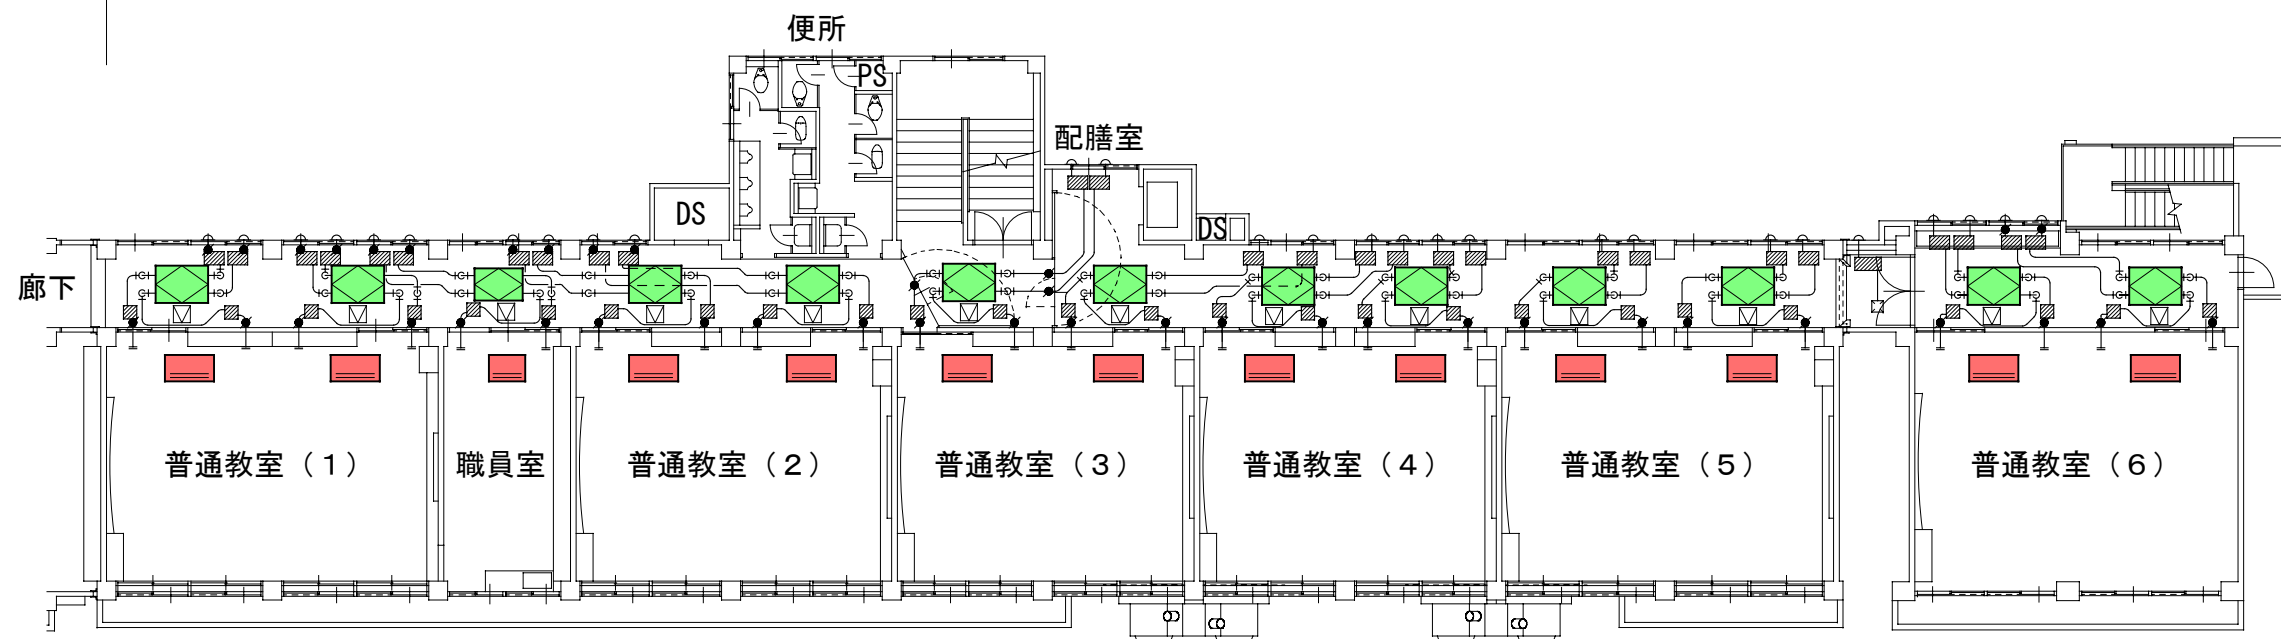 便所
PS
配膳室
DS
DS
廊下
普通教室（１）
職員室
普通教室（２）
普通教室（３）
普通教室（４）
普通教室（５）
普通教室（６）